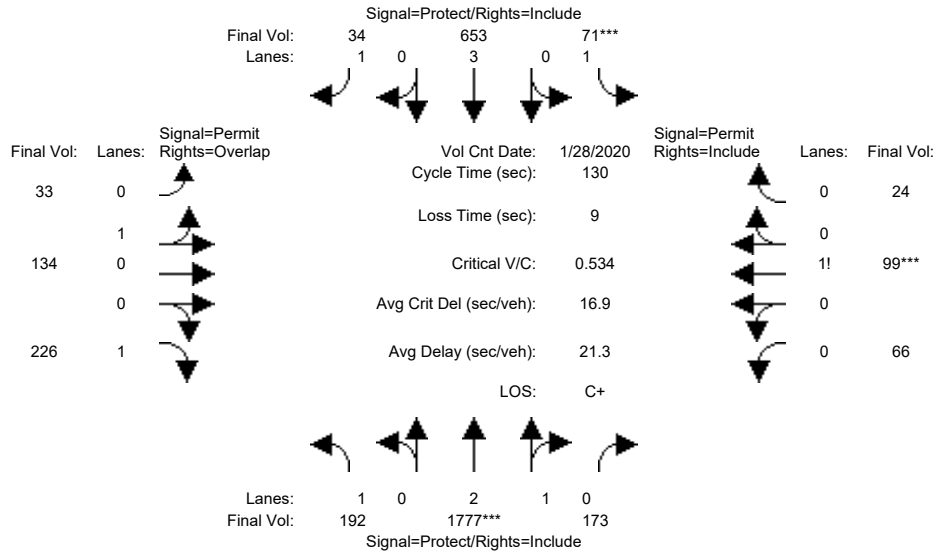 Signal=Protect/Rights=Include
Final Vol: 34 653 71***
Lanes: 1 0 3 0 1
Signal=Permit Signal=Permit
Final Vol: Lanes: Rights=Overlap Vol Cnt Date: 1/28/2020 Rights=Include Lanes: Final Vol:
Cycle Time (sec): 130
33 0 0 24
Loss Time (sec): 9
1 0
134 0 Critical V/C: 0.534 1! 99***
0 Avg Crit Del (sec/veh): 16.9 0
226 1 Avg Delay (sec/veh): 21.3 0 66
LOS: C+
Lanes: 1 0 2 1 0
Final Vol: 192 1777*** 173
Signal=Protect/Rights=Include